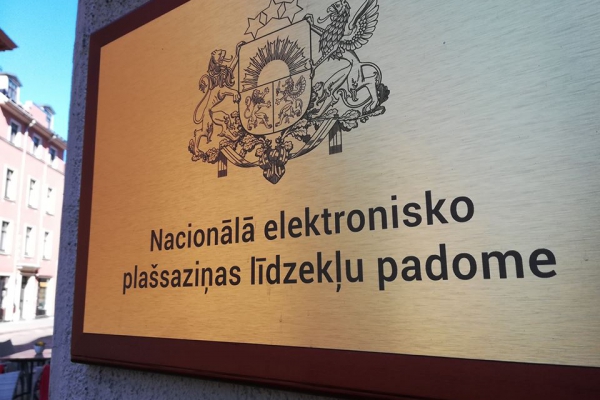 Nacionālā elektronisko
plašsaziņas līdzekļu padome